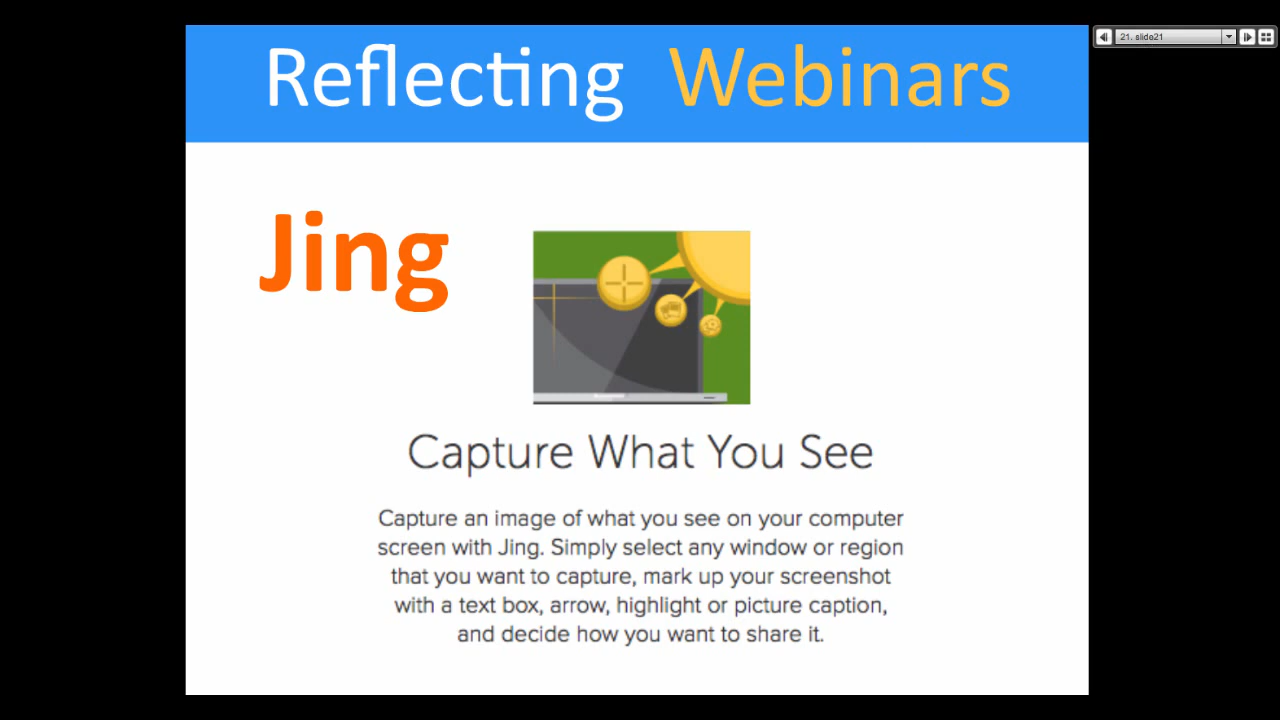 Reflecting Webinars
21. slide21
Jing
Capture What You See
Capture an image of what you see on your computer
screen with Jing. Simply select any window or region
that you want to capture, mark up your screenshot
with a text box, arrow, highlight or picture caption,
and decide how you want to share it.